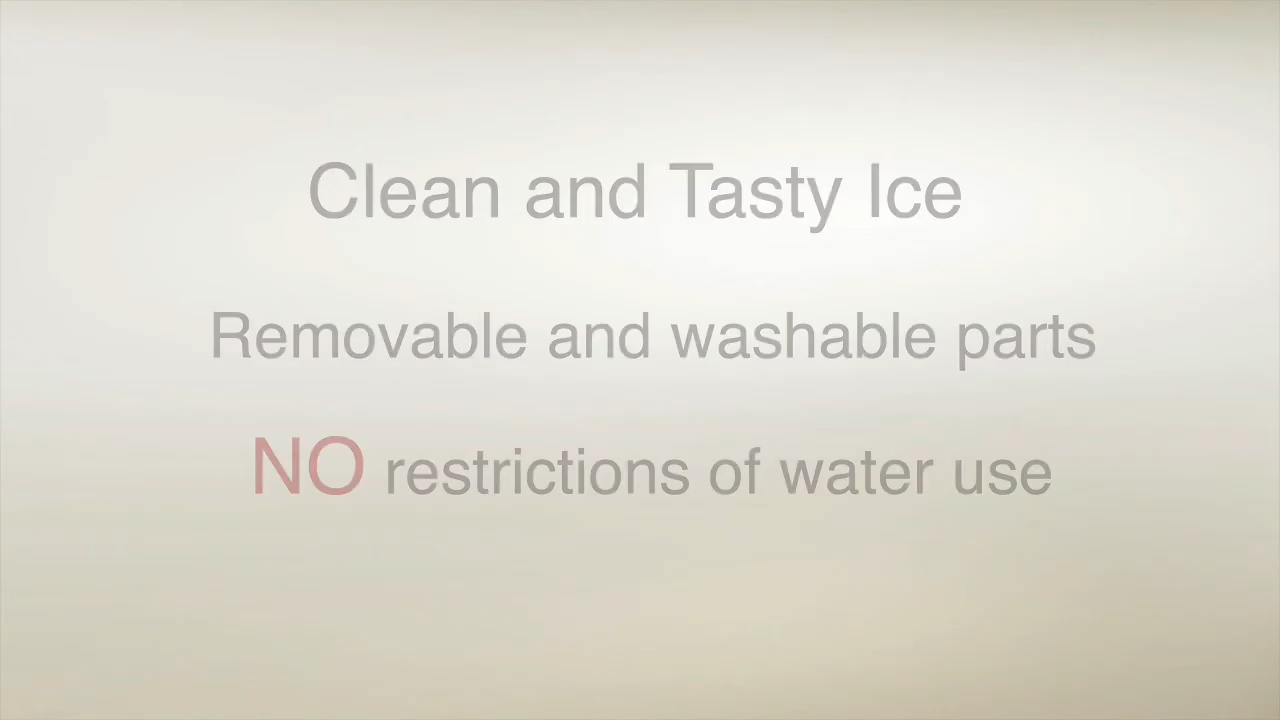 Clean and Tasty Ice
Removable and washable parts
NO restrictions of water use